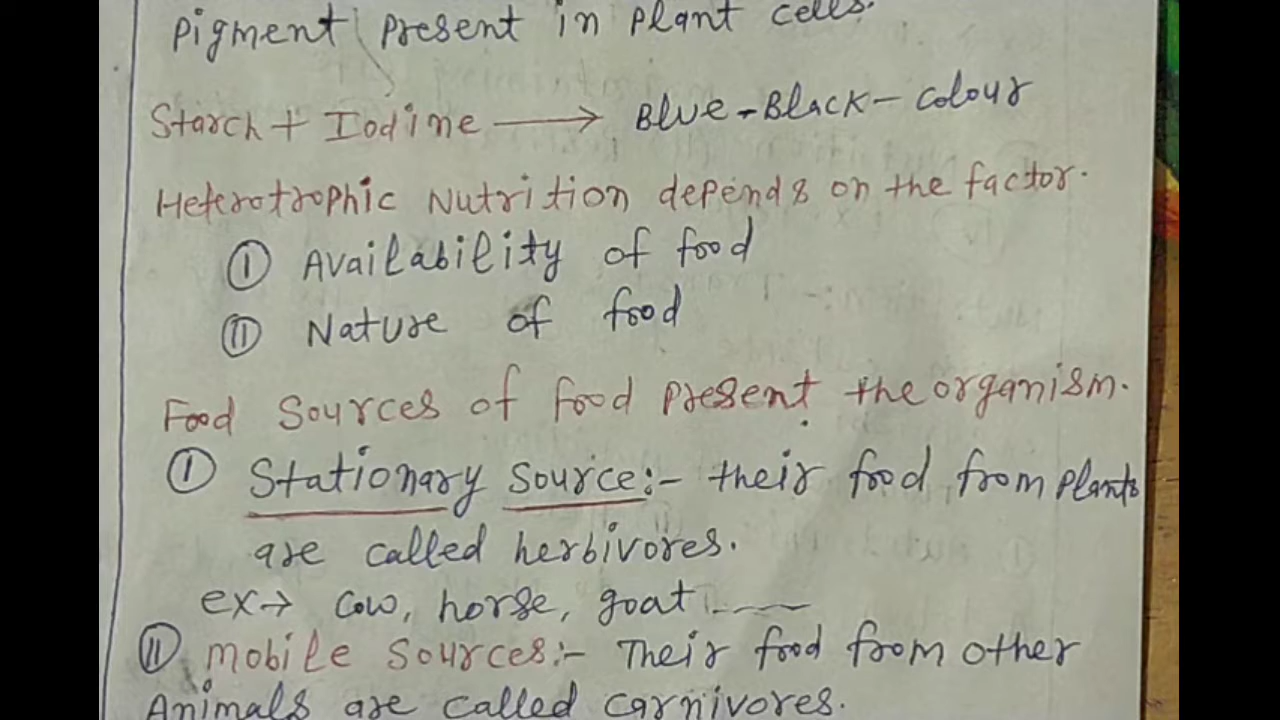 Pigment Present in Plant cells.
Starch + Iodine → Blue-Black-Colour
Heterotrophic Nutrition depends on the factor.
① Availability of food
② Nature of food
Food Sources of food Present the organism.
① Stationary Source:- their food from Plants
are called herbivores.
ex→ Cow, horse, goat ----
② Mobile Sources:- Their food from other
Animals are called carnivores.